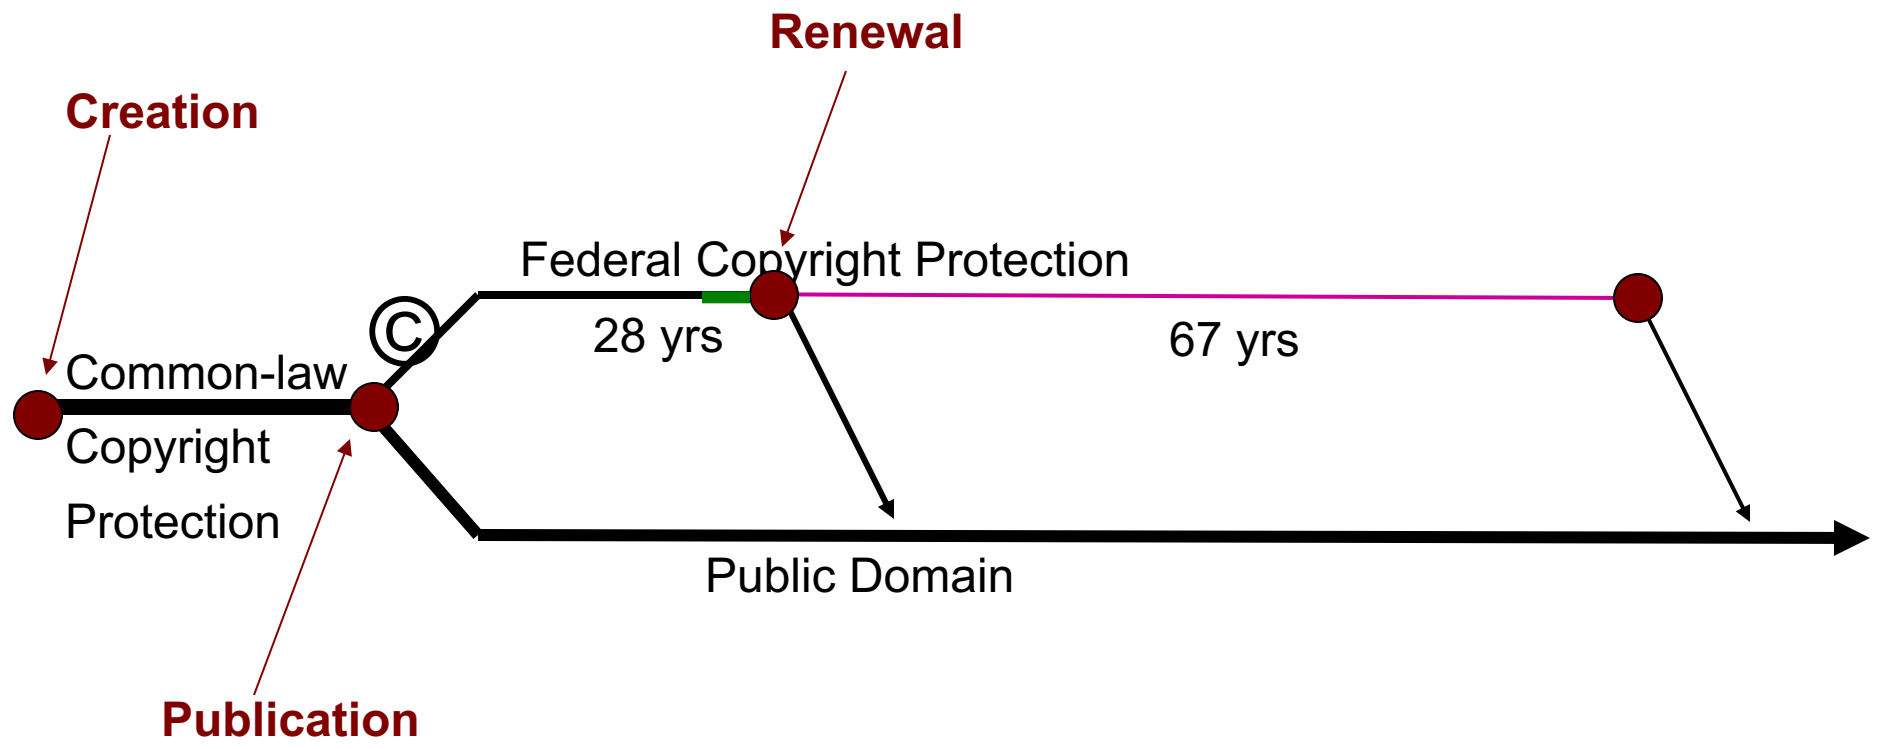 Renewal
Creation
Federal Copyright Protection
©
28 yrs
67 yrs
Common-law
Copyright
Protection
Public Domain
Publication